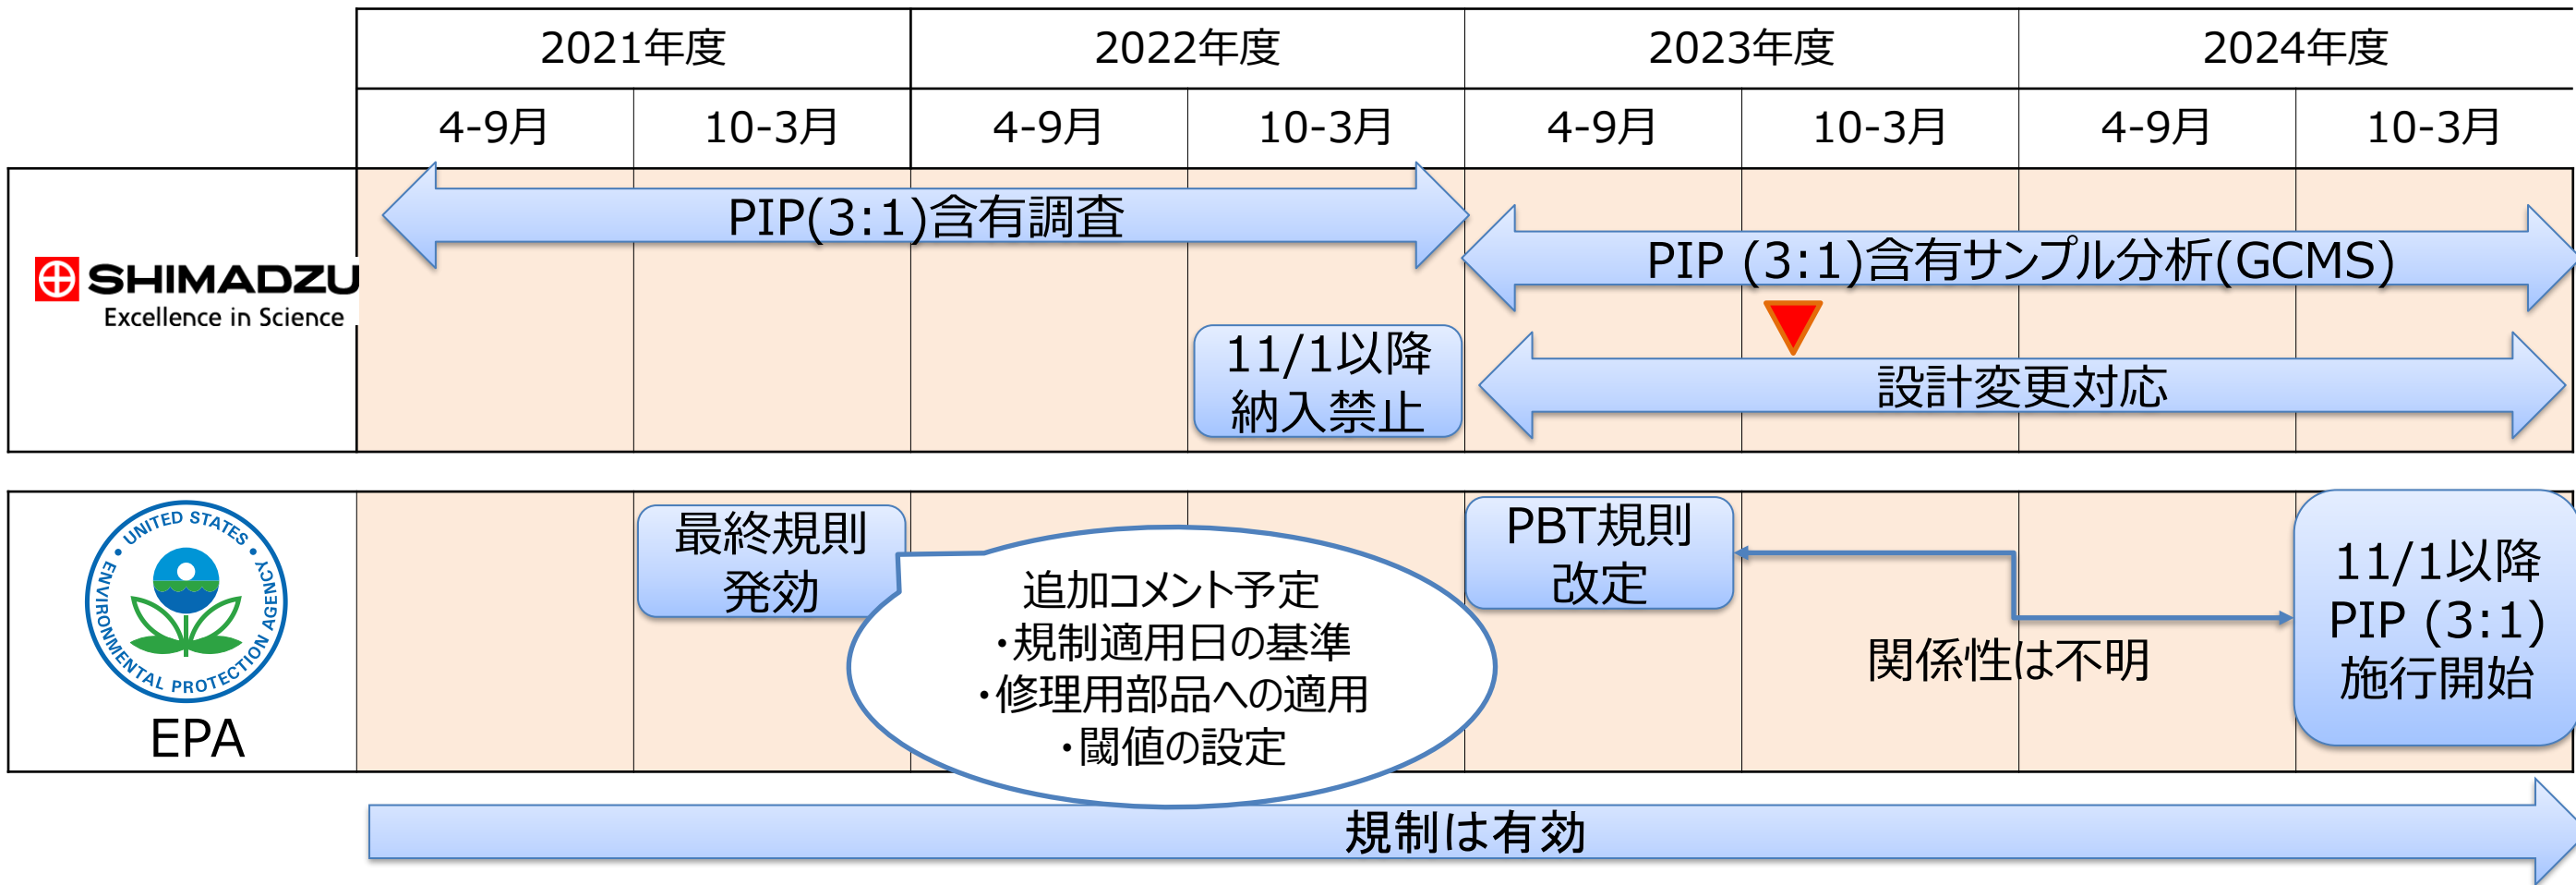 2021年度
2022年度
2023年度
2024年度
4-9月
10-3月
4-9月
10-3月
4-9月
10-3月
4-9月
10-3月
SHIMADZU
Excellence in Science
PIP(3:1)含有調査
PIP (3:1)含有サンプル分析(GCMS)
11/1以降
納入禁止
設計変更対応
UNITED STATES
ENVIRONMENTAL PROTECTION AGENCY
EPA
最終規則
発効
追加コメント予定
・規制適用日の基準
・修理用部品への適用
・閾値の設定
PBT規則
改定
関係性は不明
11/1以降
PIP (3:1)
施行開始
規制は有効